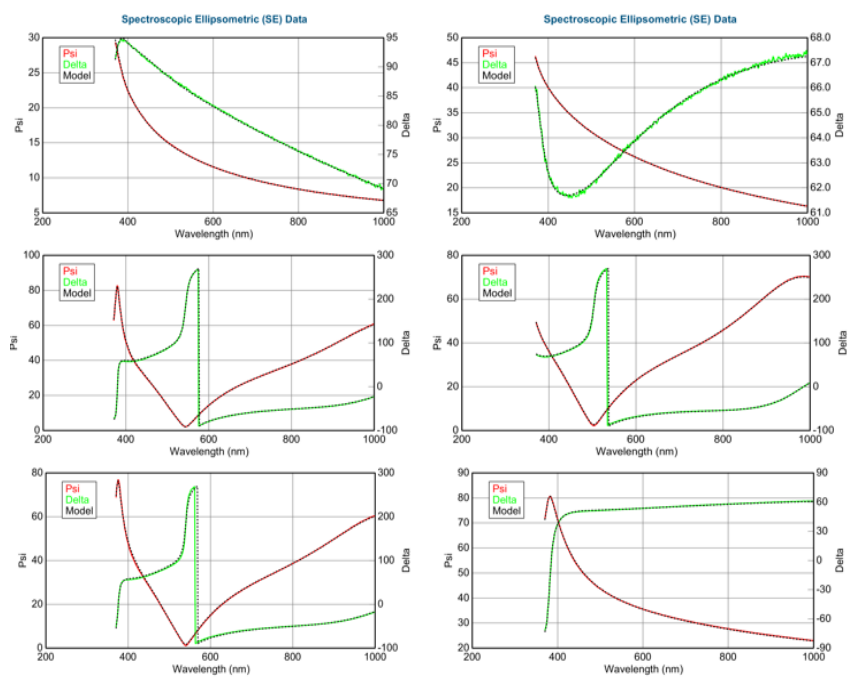 Spectroscopic Ellipsometric (SE) Data
30
25
20
15
10
5
Psi
Psi
Delta
Model
95
90
85
80
75
70
65
Delta
200
400
600
800
1000
Wavelength (nm)
Spectroscopic Ellipsometric (SE) Data
50
45
40
35
30
25
20
15
Psi
Psi
Delta
Model
68.0
67.0
66.0
65.0
64.0
63.0
62.0
61.0
Delta
200
400
600
800
1000
Wavelength (nm)
100
80
60
40
20
0
Psi
Psi
Delta
Model
300
200
100
0
-100
Delta
200
400
600
800
1000
Wavelength (nm)
80
60
40
20
0
Psi
Psi
Delta
Model
300
200
100
0
-100
Delta
200
400
600
800
1000
Wavelength (nm)
80
60
40
20
0
Psi
Psi
Delta
Model
300
200
100
0
-100
Delta
200
400
600
800
1000
Wavelength (nm)
90
80
70
60
50
40
30
20
Psi
Psi
Delta
Model
90
60
30
0
-30
-60
-90
Delta
200
400
600
800
1000
Wavelength (nm)